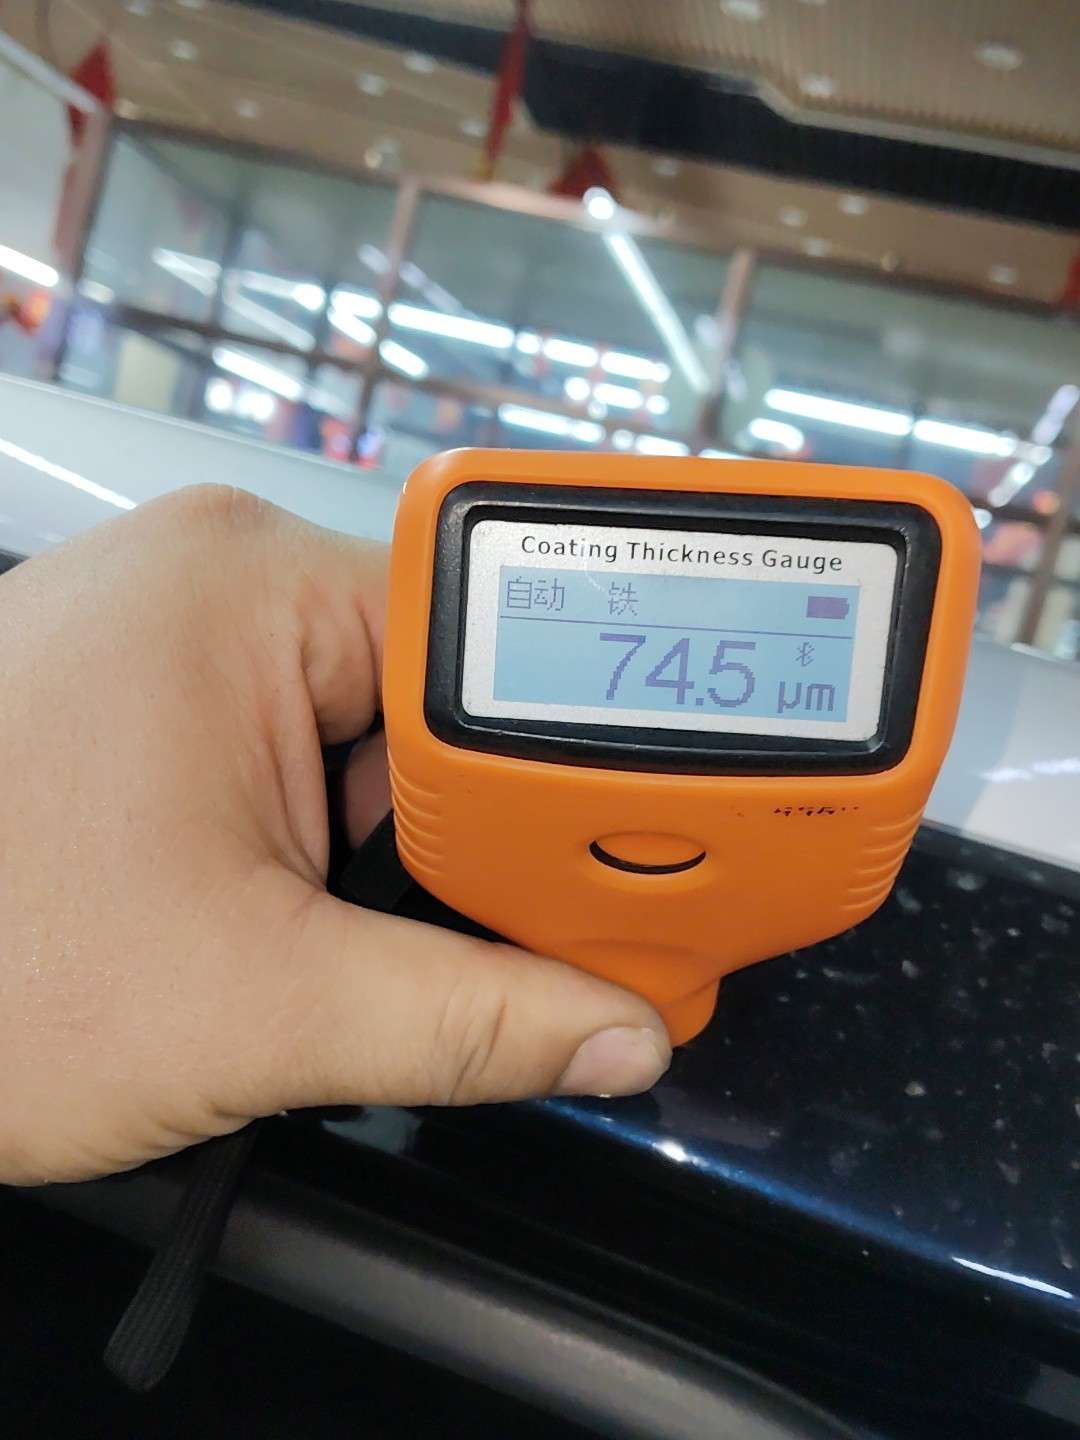 Coating Thickness Gauge
自动 铁
74.5 µm